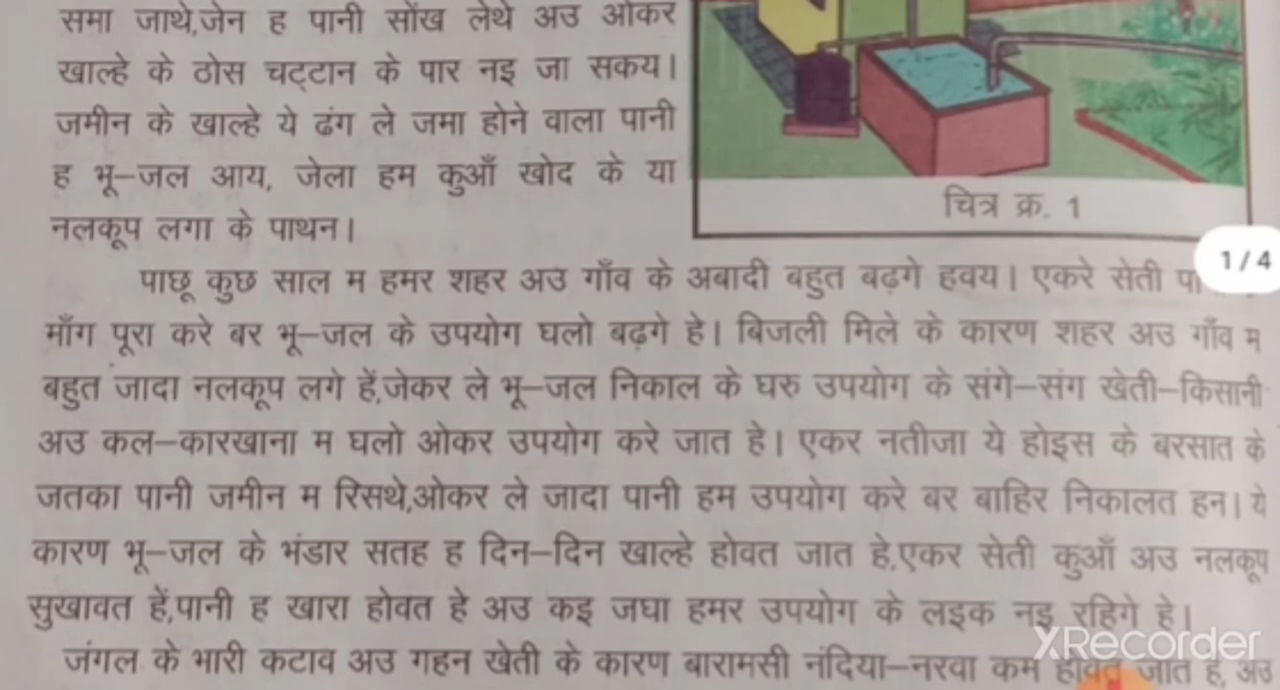 समा जाथे,जेन ह पानी सोंख लेथे अउ ओकर
खाल्हे के ठोस चट्टान के पार नइ जा सकय।
जमीन के खाल्हे ये ढंग ले जमा होने वाला पानी
ह भू–जल आय, जेला हम कुआँ खोद के या
नलकूप लगा के पाथन।
चित्र क्र. 1
1/4
पाछू कुछ साल म हमर शहर अउ गाँव के अबादी बहुत बढ़गे हवय। एकरे सेती
माँग पूरा करे बर भू–जल के उपयोग घलो बढ़गे हे। बिजली मिले के कारण शहर अउ गाँव म
बहुत जादा नलकूप लगे हें,जेकर ले भू–जल निकाल के घरु उपयोग के संगे–संग खेती–किसानी
अउ कल–कारखाना म घलो ओकर उपयोग करे जात हे। एकर नतीजा ये होइस के बरसात के
जतका पानी जमीन म रिसथे,ओकर ले जादा पानी हम उपयोग करे बर बाहिर निकालत हन। ये
कारण भू–जल के भंडार सतह ह दिन–दिन खाल्हे होवत जात हे,एकर सेती कुआँ अउ नलकूप
सुखावत हें,पानी ह खारा होवत हे अउ कइ जघा हमर उपयोग के लइक नइ रहिगे हे।
जंगल के भारी कटाव अउ गहन खेती के कारण बारामसी नंदिया–नरवा कम होवत जात हे, अउ
XRecorder